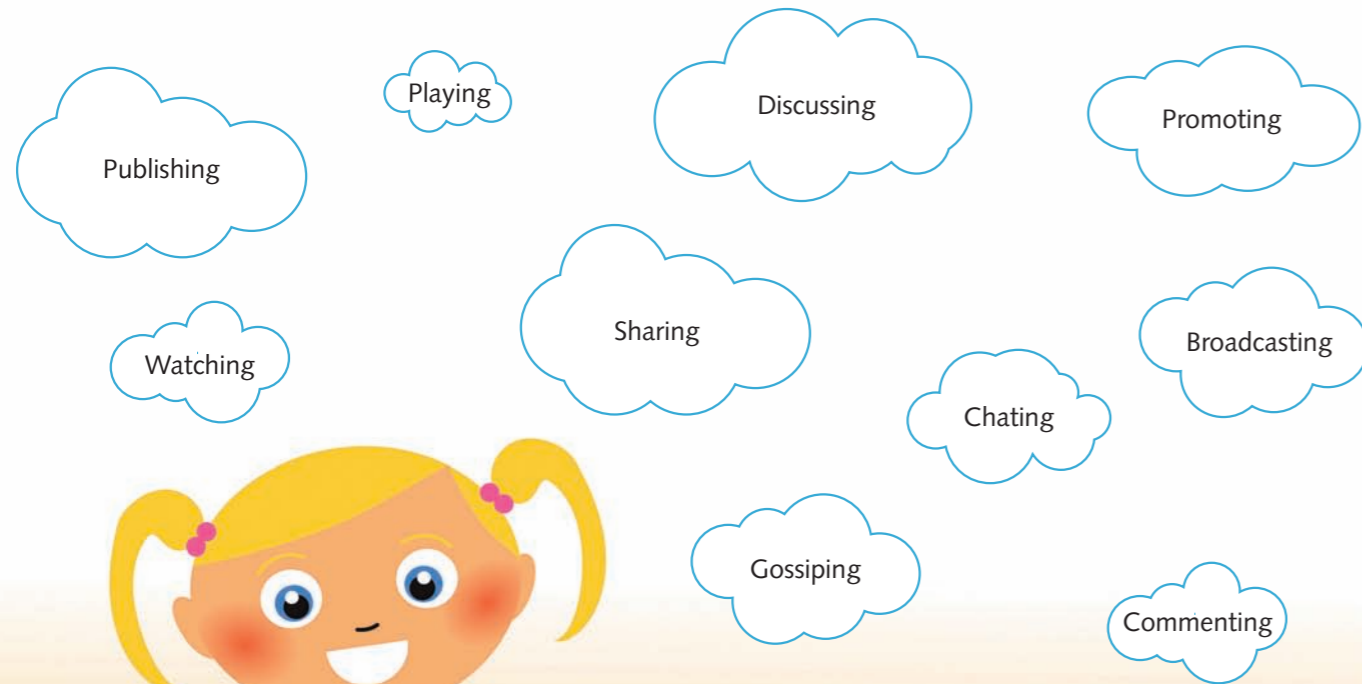 Playing
Discussing
Promoting
Publishing
Sharing
Broadcasting
Watching
Chating
Gossiping
Commenting